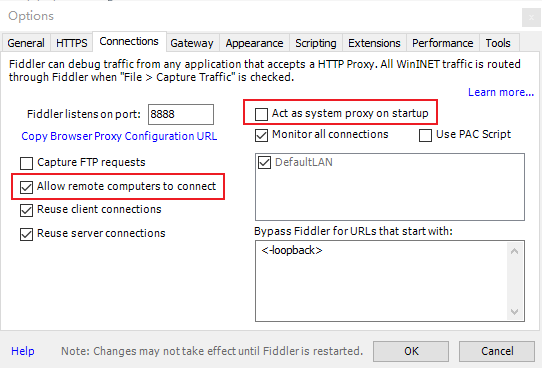 Options
General HTTPS Connections Gateway Appearance Scripting Extensions Performance Tools
Fiddler can debug traffic from any application that accepts a HTTP Proxy. All WinINET traffic is routed
through Fiddler when "File > Capture Traffic" is checked.
Learn more...
Fiddler listens on port: 8888
Copy Browser Proxy Configuration URL
Capture FTP requests
Allow remote computers to connect
Reuse client connections
Reuse server connections
Act as system proxy on startup
Monitor all connections Use PAC Script
DefaultLAN
Bypass Fiddler for URLs that start with:
<-loopback>
Help Note: Changes may not take effect until Fiddler is restarted. OK Cancel